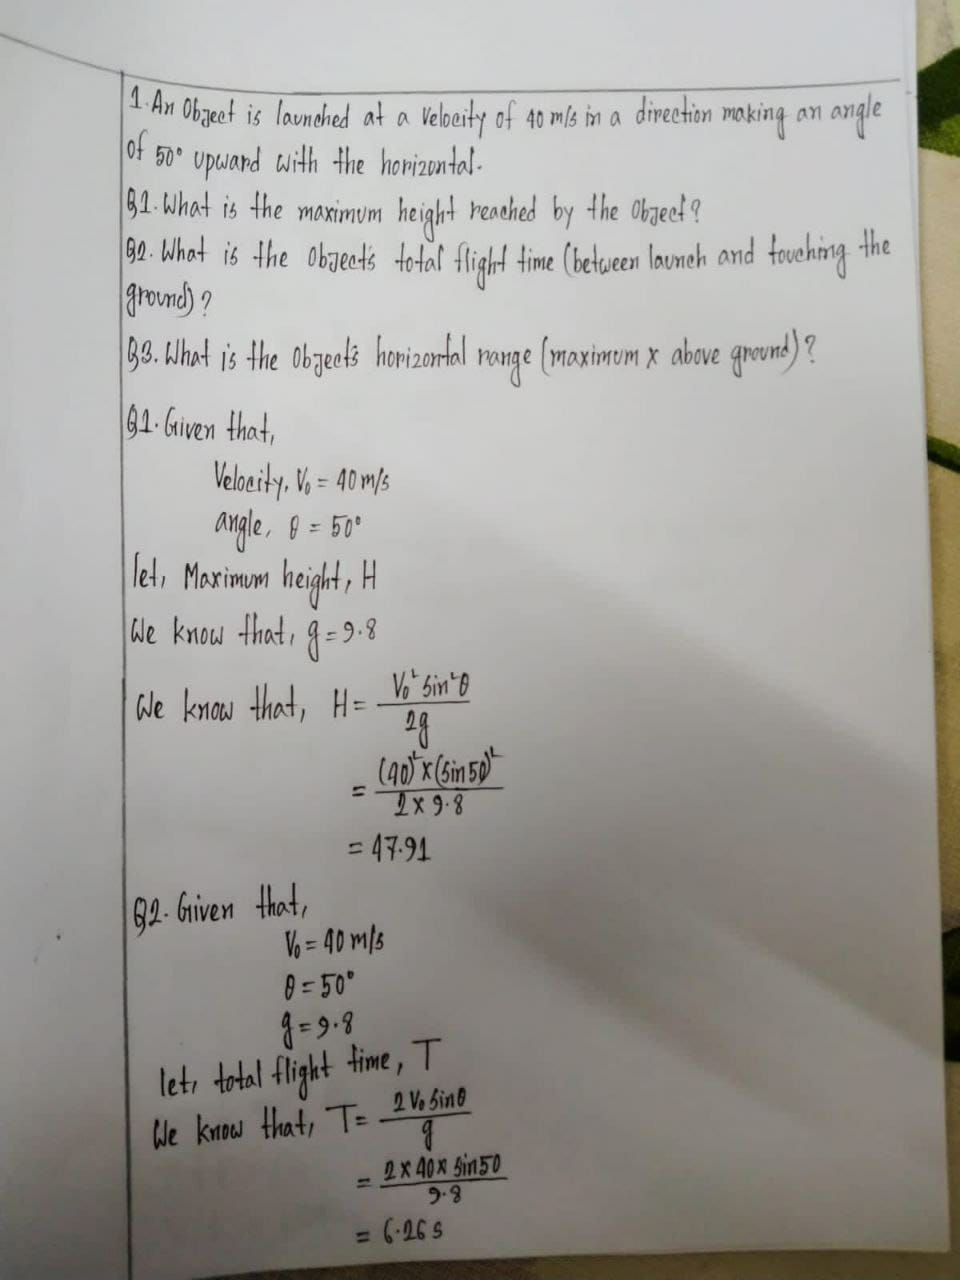 1. An Object is launched at a velocity of 40 m/s in a direction making an angle
of 50° upward with the horizontal.
Q1. What is the maximum height reached by the Object?
Q2. What is the Object's total flight time (between launch and touching the
ground)?
Q3. What is the Object's horizontal range (maximum x above ground)?
Q1. Given that,
Velocity, V₀ = 40 m/s
angle, θ = 50°
let, Maximum height, H
We know that, g = 9.8
We know that, H = V₀² Sin²θ / 2g
= (40)² × (Sin 50)² / 2 × 9.8
= 47.91
Q2. Given that,
V₀ = 40 m/s
θ = 50°
g = 9.8
let, total flight time, T
We know that, T = 2 V₀ Sinθ / g
= 2 × 40 × Sin50 / 9.8
= 6.26 s